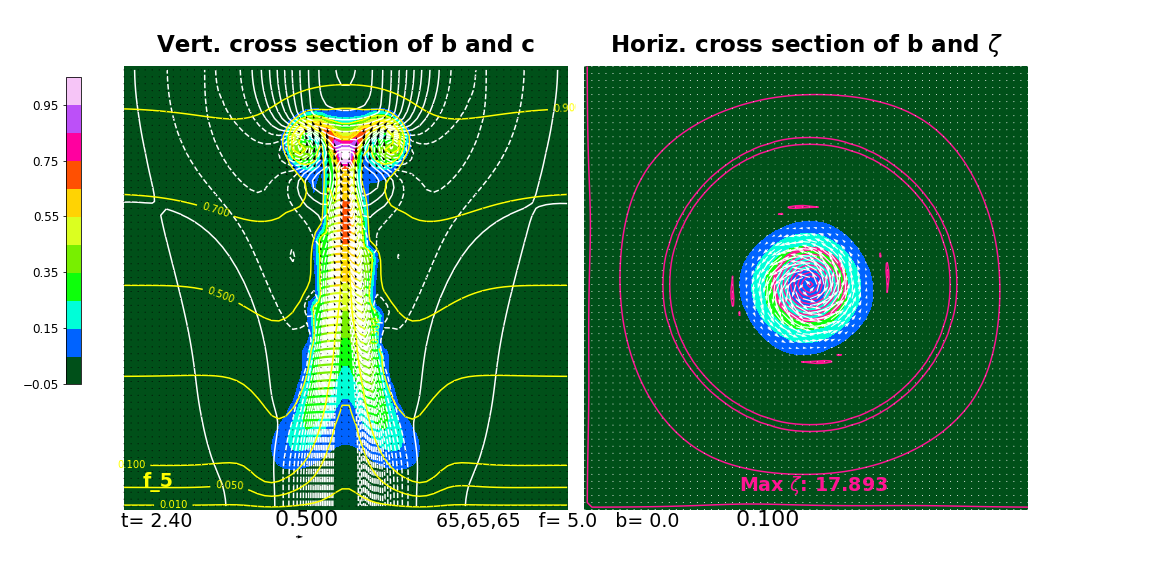 Vert. cross section of b and c
Horiz. cross section of b and ζ
0.95
0.75
0.55
0.35
0.15
−0.05
0.90
0.700
0.500
0.100
0.050
0.010
f_5
Max ζ: 17.893
t= 2.40
0.500
65,65,65
f= 5.0
b= 0.0
0.100